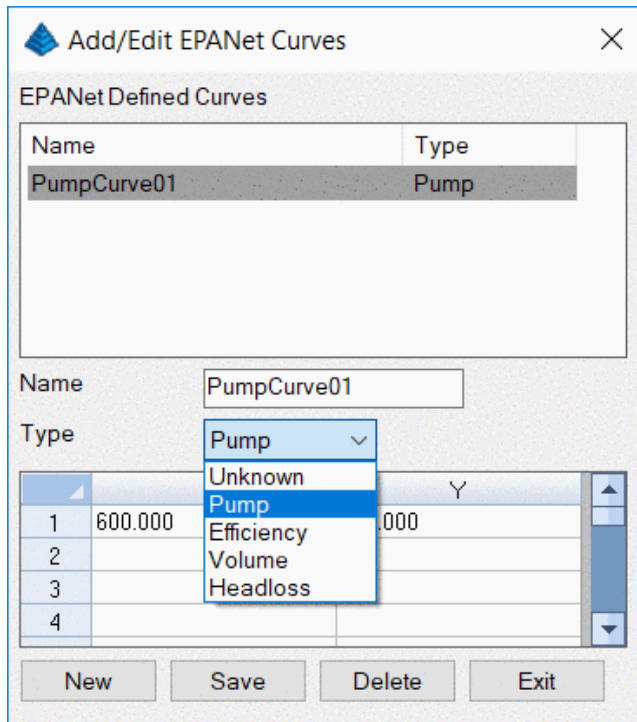 Add/Edit EPANet Curves
EPANet Defined Curves
Name Type
PumpCurve01 Pump
Name PumpCurve01
Type Pump
Unknown
Pump
Efficiency
Volume
Headloss
Y
1 600.000 .000
2
3
4
New Save Delete Exit